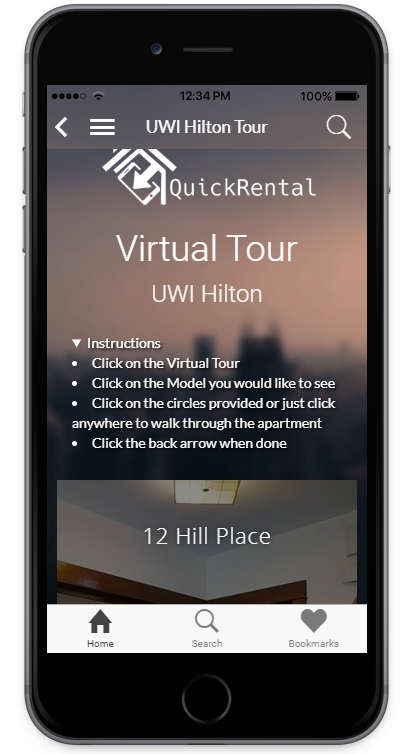 12:34 PM
100%
UWI Hilton Tour
QuickRental
Virtual Tour
UWI Hilton
▼ Instructions
• Click on the Virtual Tour
• Click on the Model you would like to see
• Click on the circles provided or just click
anywhere to walk through the apartment
• Click the back arrow when done
12 Hill Place
Home Search Bookmarks